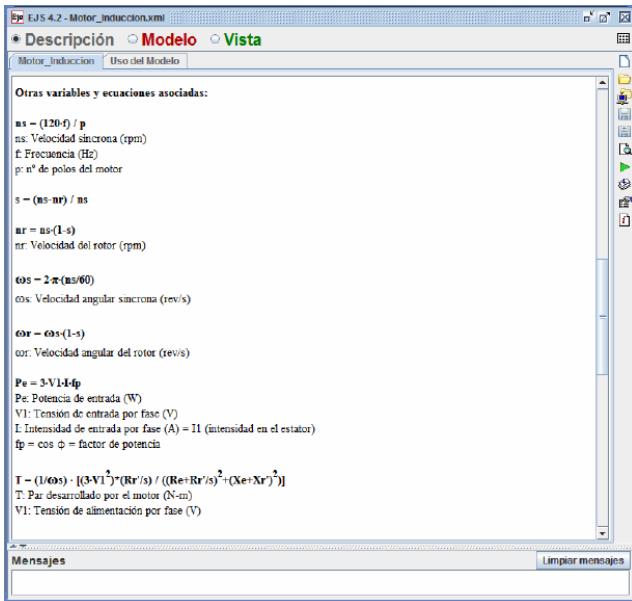 EJS 4.2 - Motor_Induccion.xml
Descripción Modelo Vista
Motor_Induccion Uso del Modelo
Otras variables y ecuaciones asociadas:
ns = (120·f) / p
ns: Velocidad síncrona (rpm)
f: Frecuencia (Hz)
p: nº de polos del motor
s = (ns-nr) / ns
nr = ns·(1-s)
nr: Velocidad del rotor (rpm)
ωs = 2·π·(ns/60)
ωs: Velocidad angular síncrona (rev/s)
ωr = ωs·(1-s)
ωr: Velocidad angular del rotor (rev/s)
Pe = 3·V1·I·fp
Pe: Potencia de entrada (W)
V1: Tensión de entrada por fase (V)
I: Intensidad de entrada por fase (A) = I1 (intensidad en el estator)
fp = cos ϕ = factor de potencia
T = (1/ωs) · [(3·V1²)*(Rr'/s) / ((Re+Rr'/s)²+(Xe+Xr')²)]
T: Par desarrollado por el motor (N-m)
V1: Tensión de alimentación por fase (V)
Mensajes Limpiar mensajes